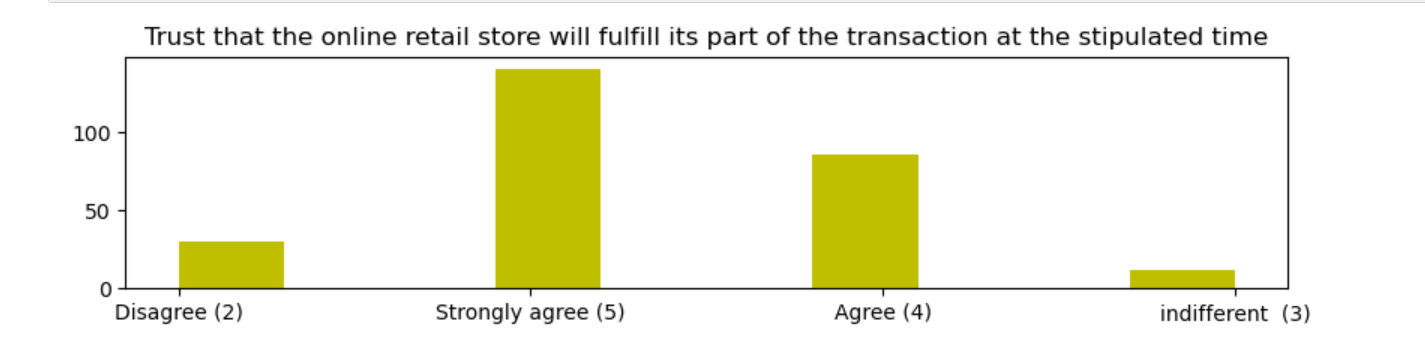 Trust that the online retail store will fulfill its part of the transaction at the stipulated time
100
50
0
Disagree (2) Strongly agree (5) Agree (4) indifferent  (3)